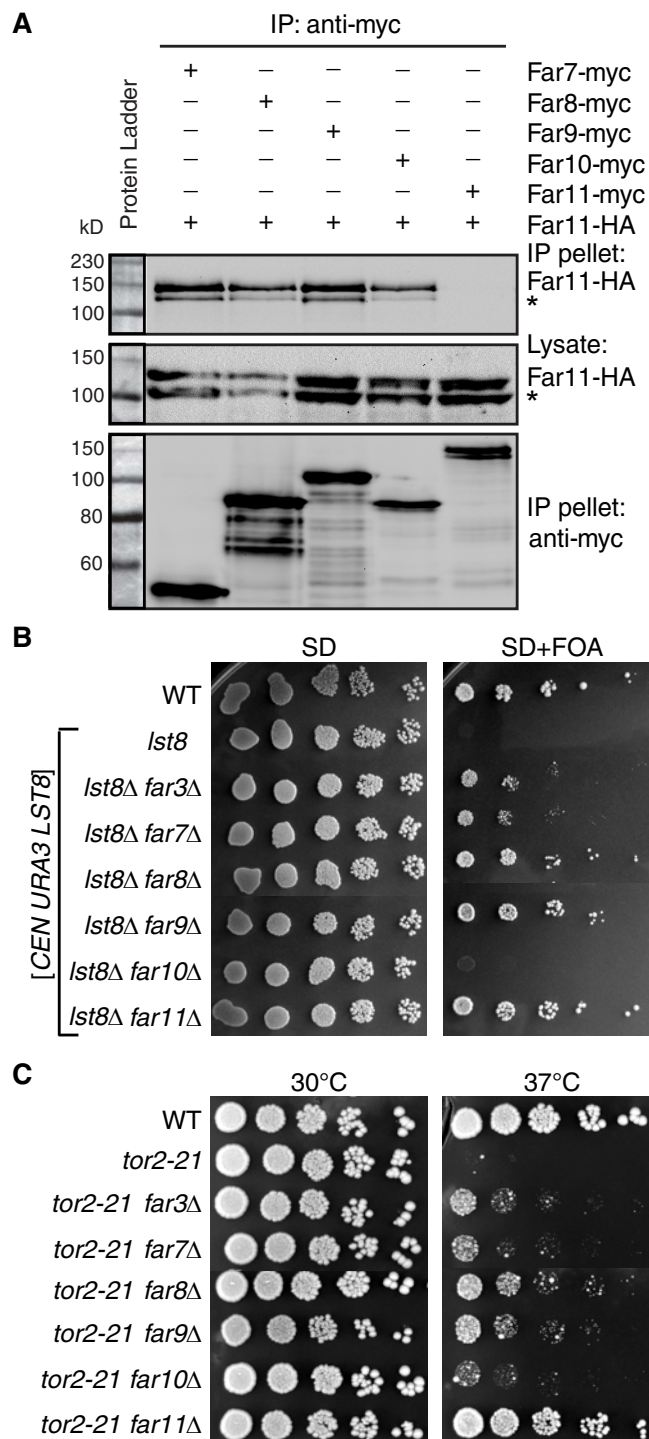 A
IP: anti-myc
Protein Ladder
+ − − − − Far7-myc
− + − − − Far8-myc
− − + − − Far9-myc
− − − + − Far10-myc
− − − − + Far11-myc
kD + + + + + Far11-HA
IP pellet:
230
150 Far11-HA
*
100
Lysate:
150
Far11-HA
100 *
150
100
80
60
IP pellet:
anti-myc
B
SD SD+FOA
WT
lst8
lst8Δ far3Δ
lst8Δ far7Δ
lst8Δ far8Δ
lst8Δ far9Δ
lst8Δ far10Δ
lst8Δ far11Δ
[CEN URA3 LST8]
C
30°C 37°C
WT
tor2-21
tor2-21 far3Δ
tor2-21 far7Δ
tor2-21 far8Δ
tor2-21 far9Δ
tor2-21 far10Δ
tor2-21 far11Δ